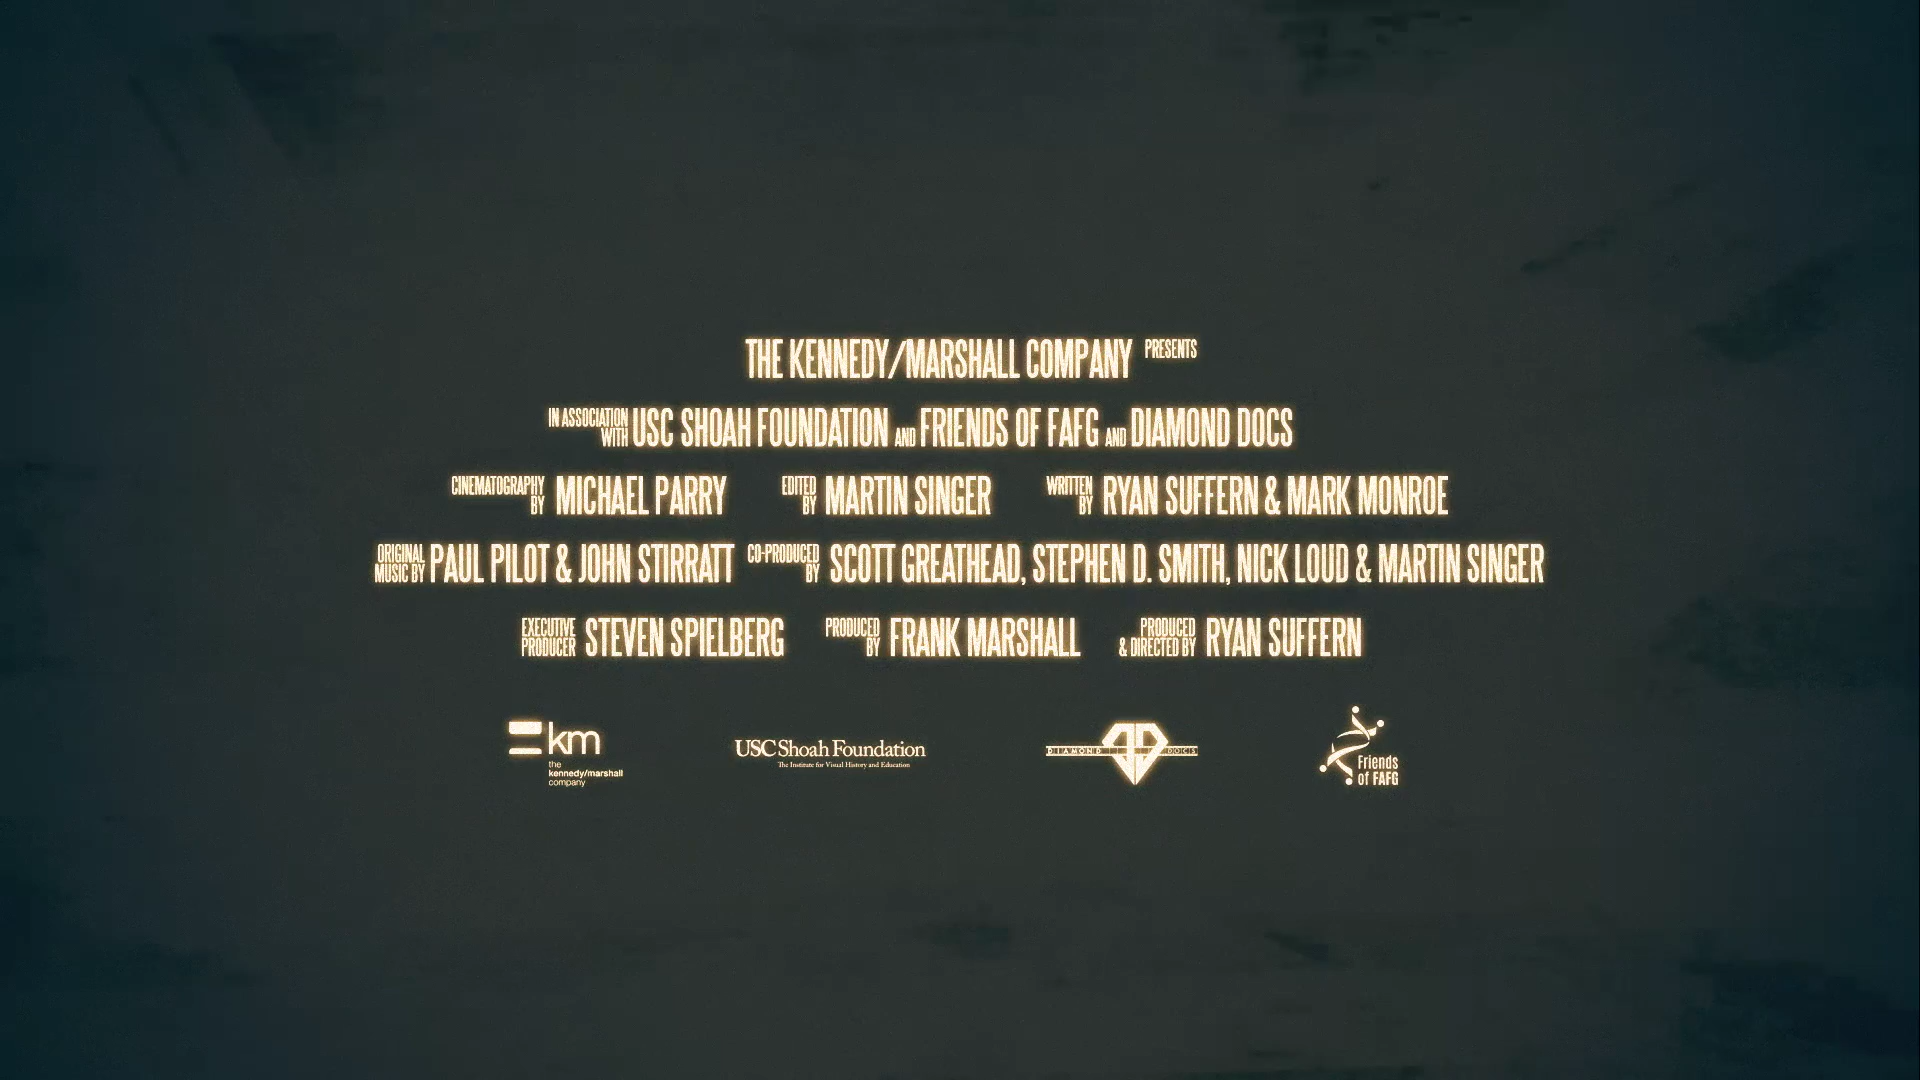 THE KENNEDY/MARSHALL COMPANY PRESENTS
IN ASSOCIATION WITH USC SHOAH FOUNDATION AND FRIENDS OF FAFG AND DIAMOND DOCS
CINEMATOGRAPHY BY MICHAEL PARRY EDITED BY MARTIN SINGER WRITTEN BY RYAN SUFFERN & MARK MONROE
ORIGINAL MUSIC BY PAUL PILOT & JOHN STIRRATT CO-PRODUCED BY SCOTT GREATHEAD, STEPHEN D. SMITH, NICK LOUD & MARTIN SINGER
EXECUTIVE PRODUCER STEVEN SPIELBERG PRODUCED BY FRANK MARSHALL PRODUCED & DIRECTED BY RYAN SUFFERN
km
the
kennedy/marshall
company
USC Shoah Foundation
The Institute for Visual History and Education
DIAMOND DOCS
Friends
of FAFG